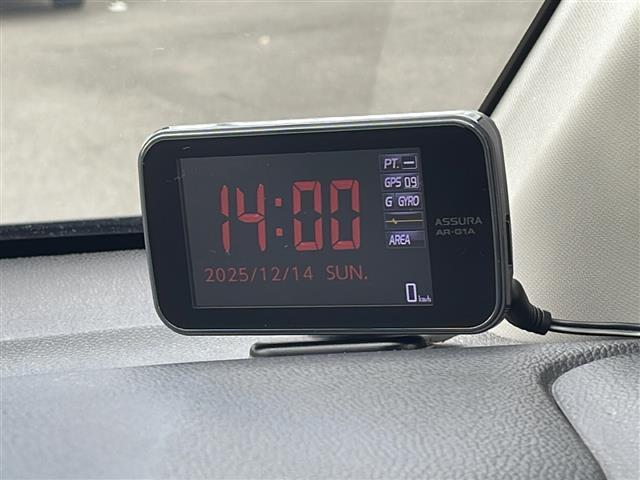 14:00
2025/12/14 SUN.
PT. –
GPS 09
G GYRO
AREA
0 km/h
ASSURA
AR-G1A